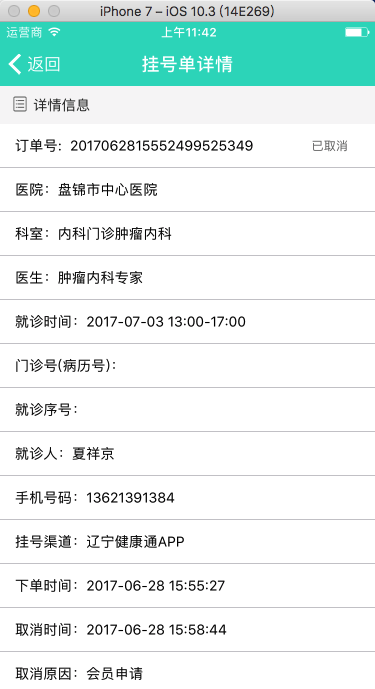 iPhone 7 – iOS 10.3 (14E269)
运营商 上午11:42
返回 挂号单详情
详情信息
订单号: 2017062815552499525349 已取消
医院：盘锦市中心医院
科室：内科门诊肿瘤内科
医生：肿瘤内科专家
就诊时间：2017-07-03 13:00-17:00
门诊号(病历号)：
就诊序号：
就诊人：夏祥京
手机号码：13621391384
挂号渠道：辽宁健康通APP
下单时间：2017-06-28 15:55:27
取消时间：2017-06-28 15:58:44
取消原因：会员申请